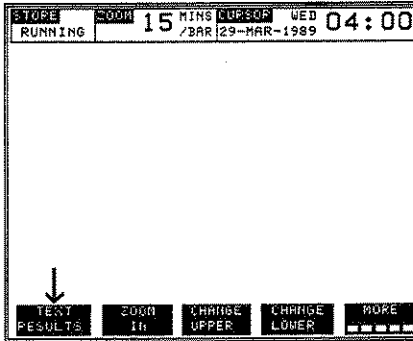 STORE ZOOM 15 MINS /BAR CURSOR WED 04:00
RUNNING 29-MAR-1989
TEXT RESULTS
ZOOM IN
CHANGE UPPER
CHANGE LOWER
MORE